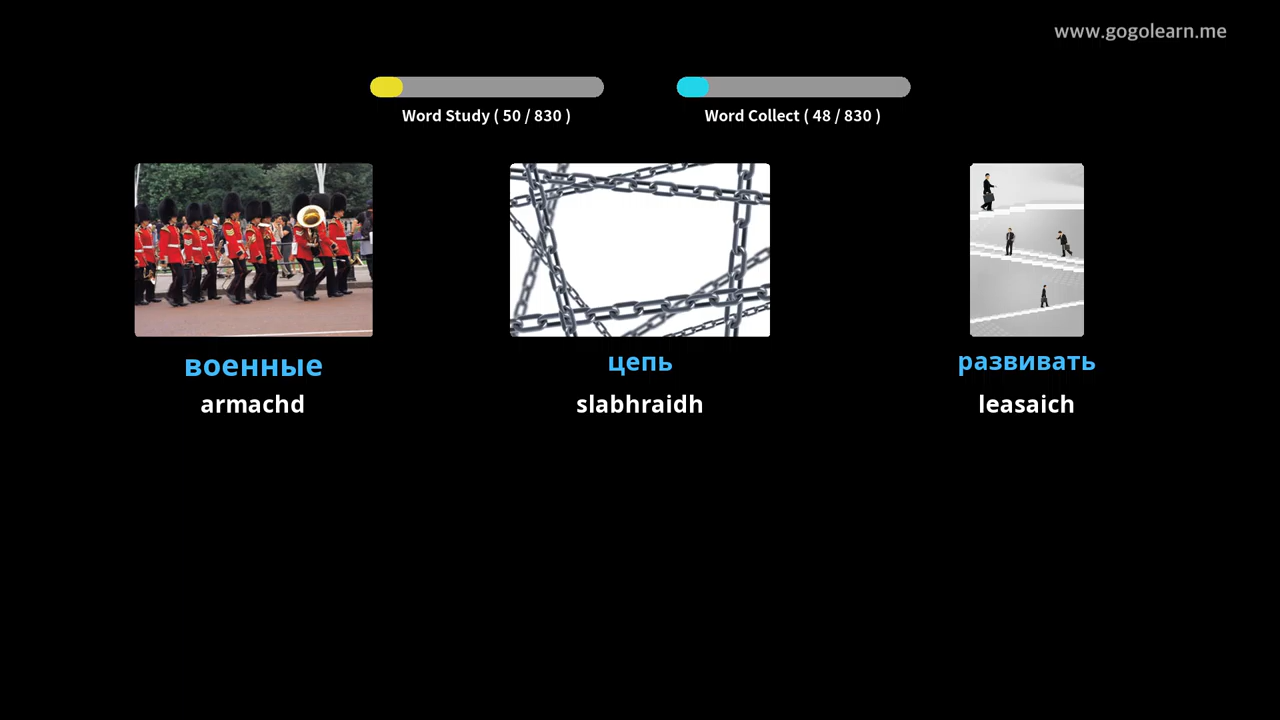 www.gogolearn.me
Word Study ( 50 / 830 )
Word Collect ( 48 / 830 )
военные
цепь
развивать
armachd
slabhraidh
leasaich